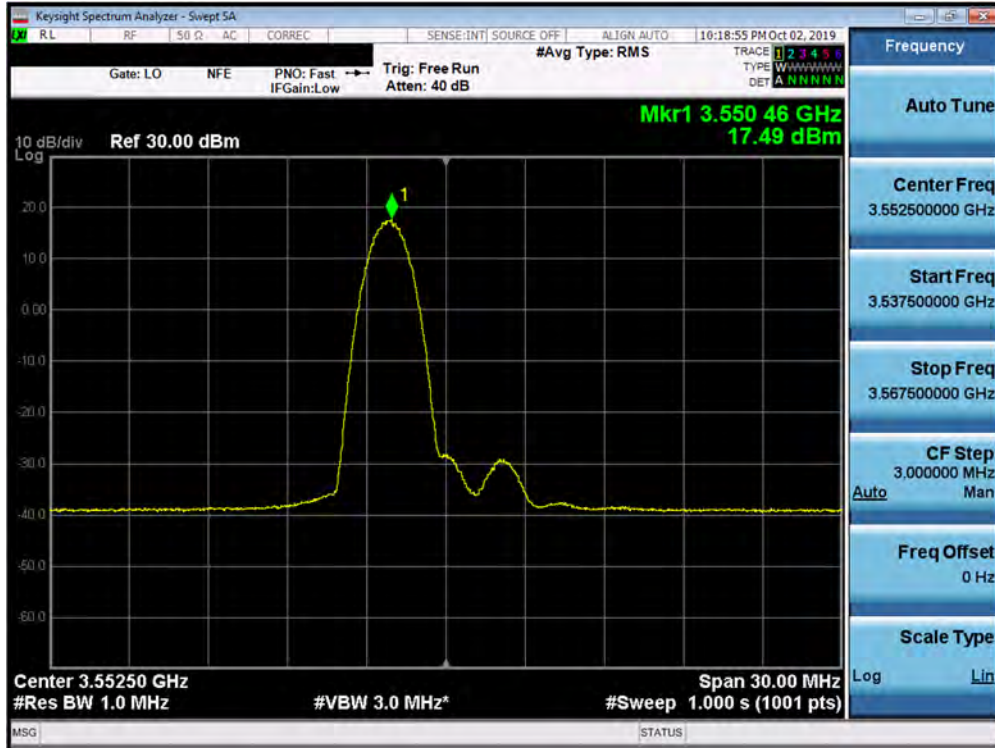 Keysight Spectrum Analyzer - Swept SA
LXI RL RF 50 Ω AC CORREC SENSE:INT SOURCE OFF ALIGN AUTO 10:18:55 PM Oct 02, 2019
Frequency
#Avg Type: RMS
TRACE 1 2 3 4 5 6
TYPE WWWWWW
DET A N N N N N
Gate: LO NFE PNO: Fast Trig: Free Run
IFGain:Low Atten: 40 dB
Auto Tune
Mkr1 3.550 46 GHz
17.49 dBm
10 dB/div Ref 30.00 dBm
Log
1
20.0
10.0
0.00
-10.0
-20.0
-30.0
-40.0
-50.0
-60.0
Center Freq
3.552500000 GHz
Start Freq
3.537500000 GHz
Stop Freq
3.567500000 GHz
CF Step
3.000000 MHz
Auto Man
Freq Offset
0 Hz
Scale Type
Log Lin
Center 3.55250 GHz Span 30.00 MHz
#Res BW 1.0 MHz #VBW 3.0 MHz* #Sweep 1.000 s (1001 pts)
MSG STATUS